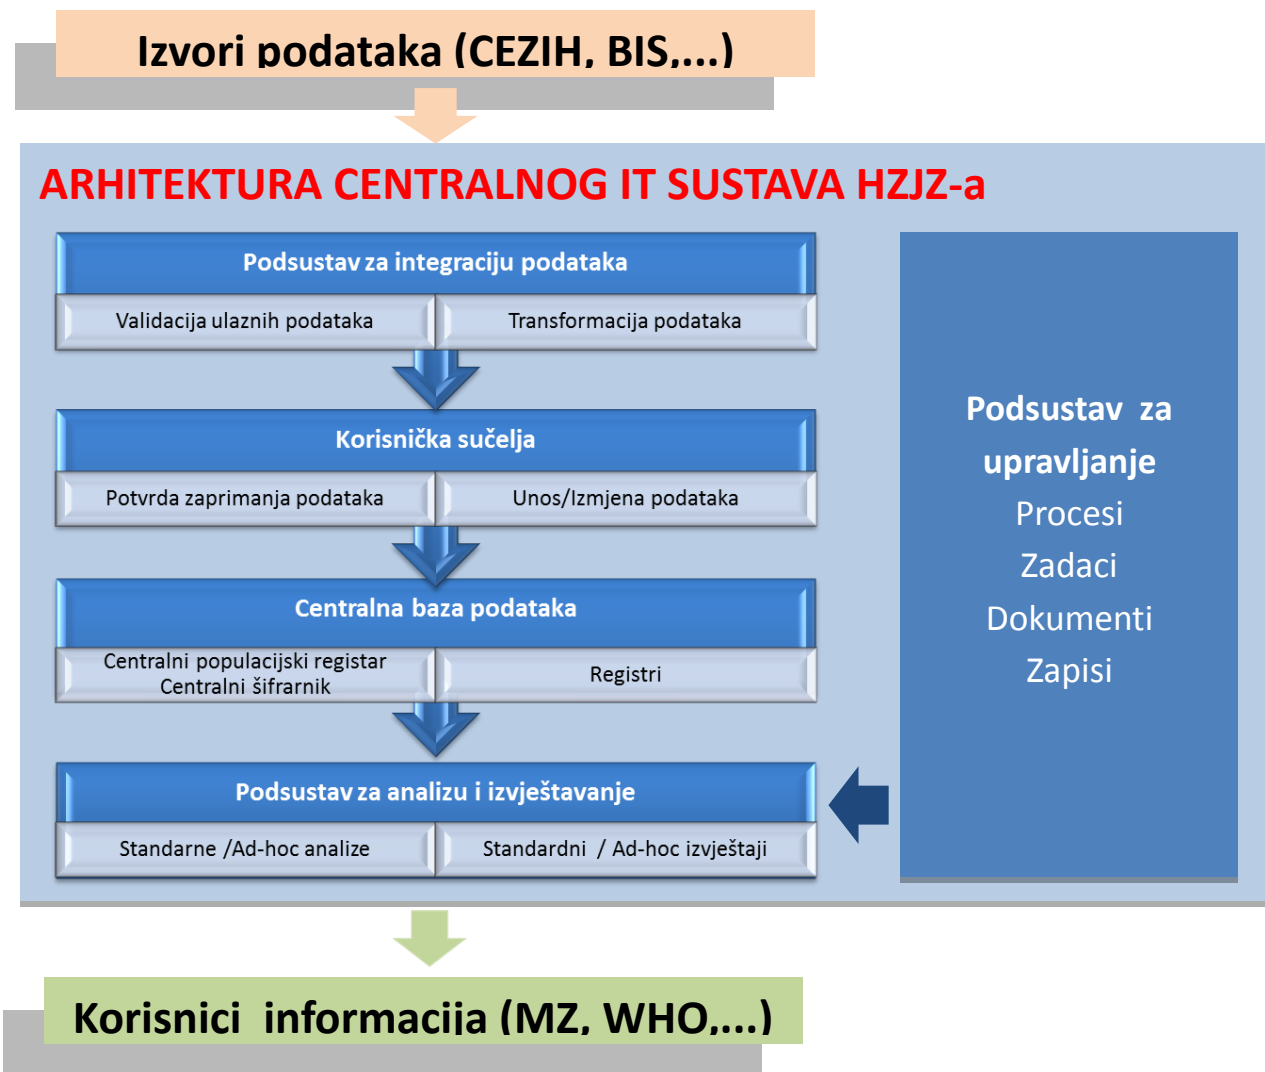 Izvori podataka (CEZIH, BIS,...)
ARHITEKTURA CENTRALNOG IT SUSTAVA HZJZ-a
Podsustav za integraciju podataka
Validacija ulaznih podataka
Transformacija podataka
Korisnička sučelja
Potvrda zaprimanja podataka
Unos/Izmjena podataka
Centralna baza podataka
Centralni populacijski registar
Centralni šifrarnik
Registri
Podsustav za analizu i izvještavanje
Standarne /Ad-hoc analize
Standardni / Ad-hoc izvještaji
Podsustav za
upravljanje
Procesi
Zadaci
Dokumenti
Zapisi
Korisnici informacija (MZ, WHO,...)